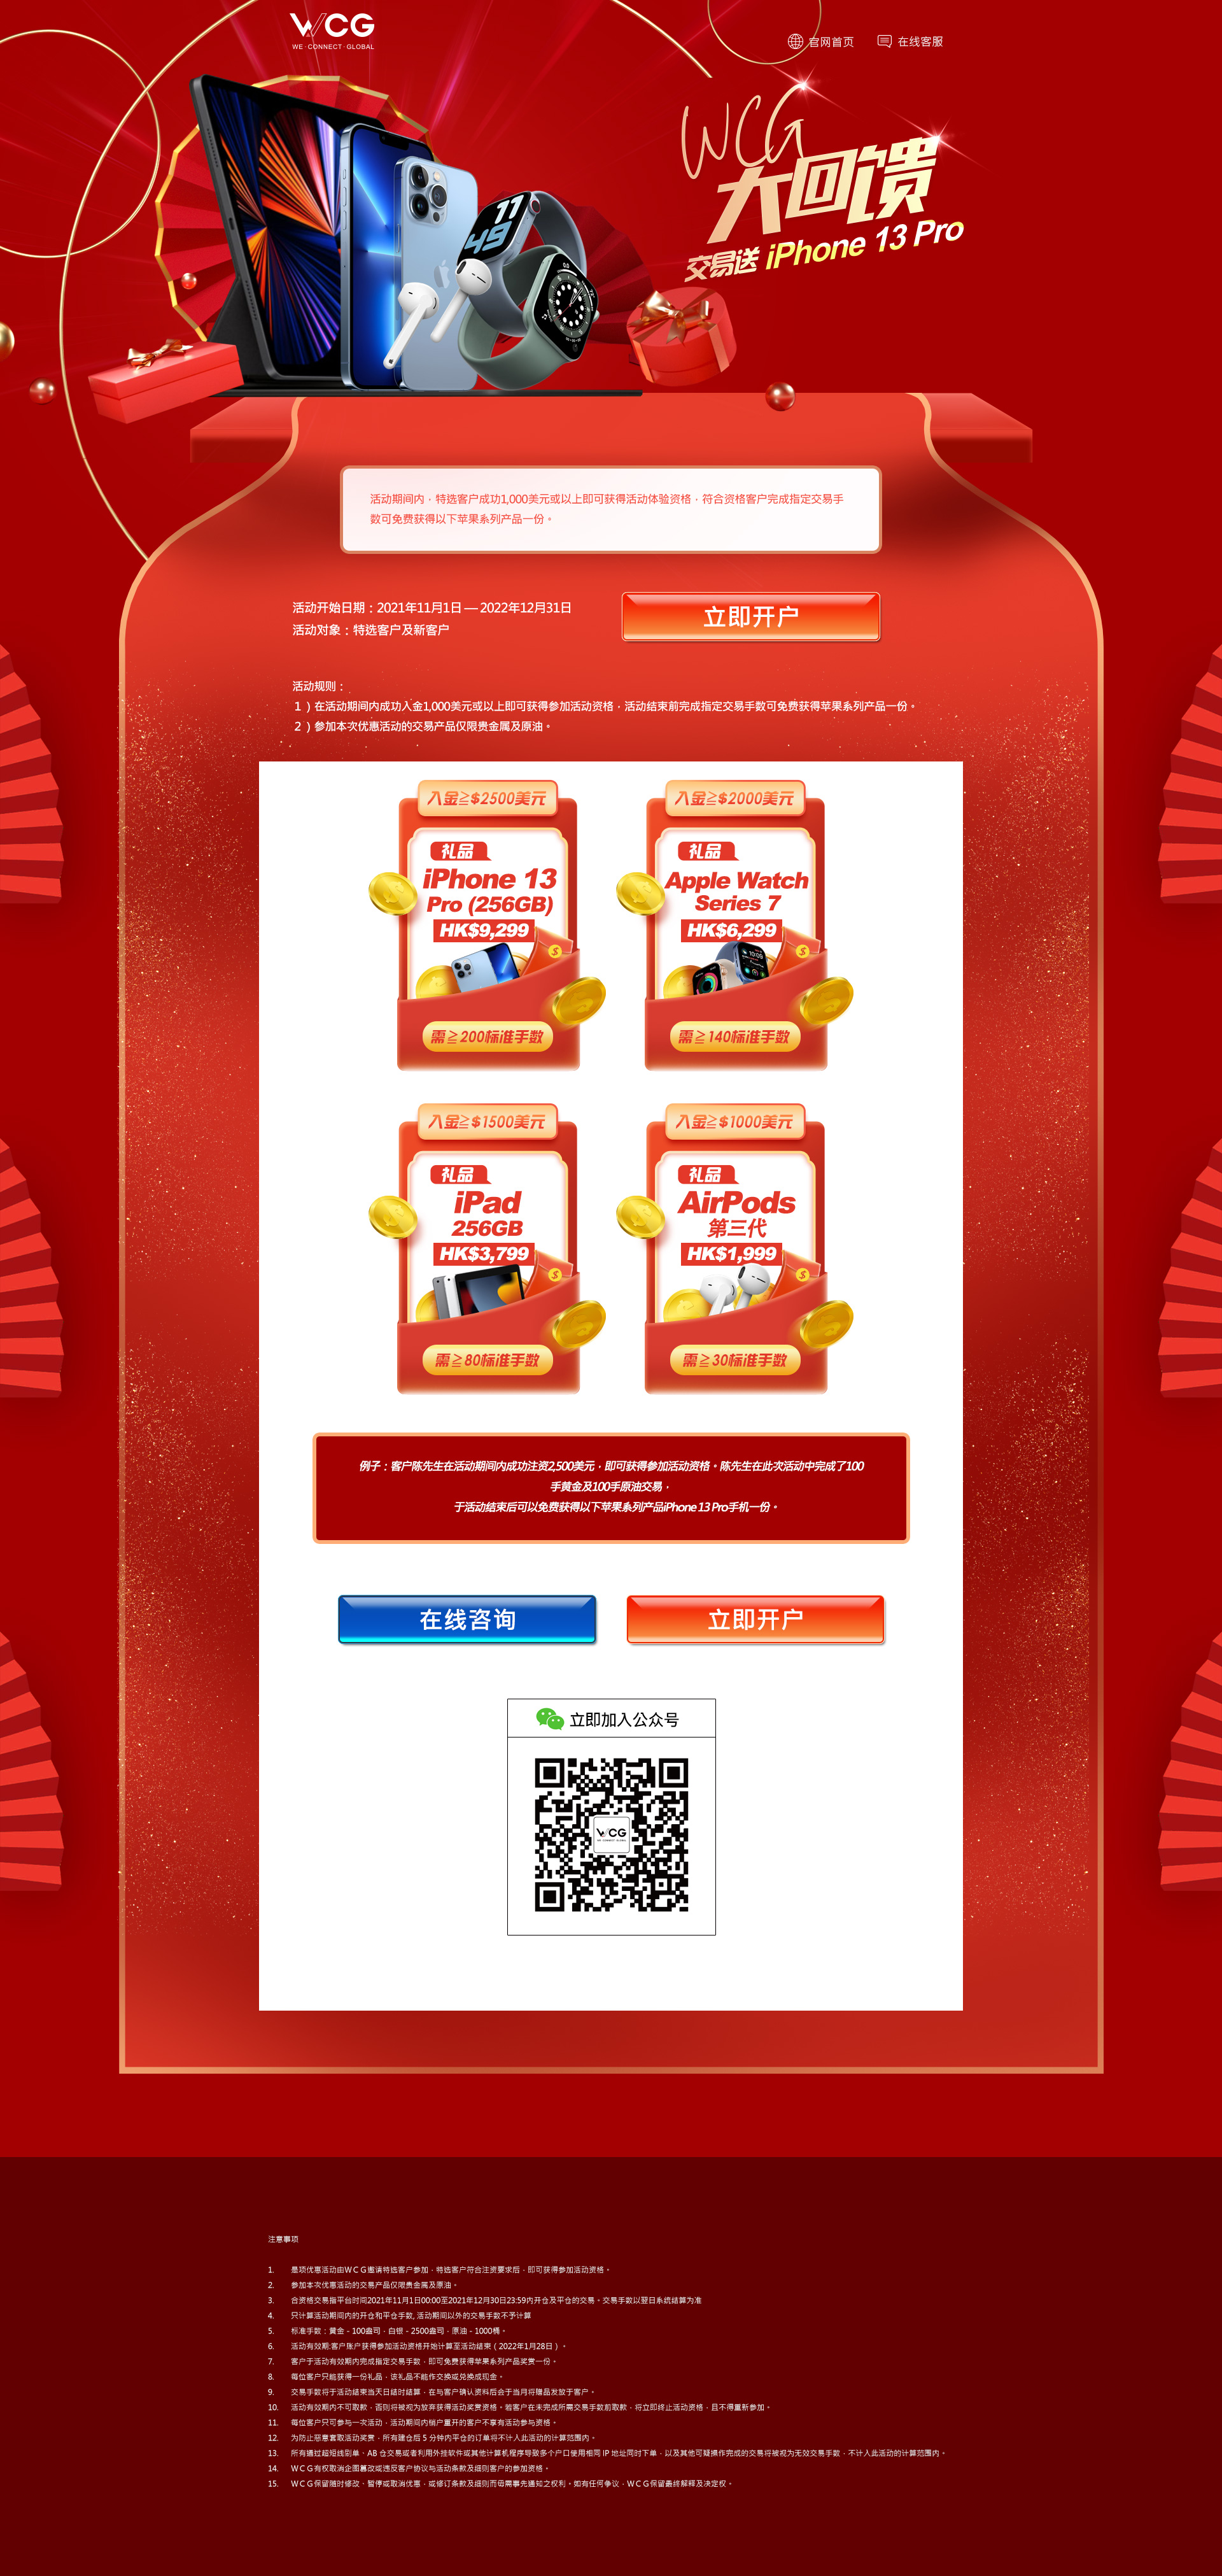 WCG
WE·CONNECT·GLOBAL
官网首页
在线客服
WCG
大回馈
交易送 iPhone 13 Pro
活动期间内，特选客户成功1,000美元或以上即可获得活动体验资格，符合资格客户完成指定交易手
数可免费获得以下苹果系列产品一份。
活动开始日期：2021年11月1日 — 2022年12月31日
活动对象：特选客户及新客户
立即开户
活动规则：
１）在活动期间内成功入金1,000美元或以上即可获得参加活动资格，活动结束前完成指定交易手数可免费获得苹果系列产品一份。
２）参加本次优惠活动的交易产品仅限贵金属及原油。
入金≧$2500美元
礼品
iPhone 13
Pro (256GB)
HK$9,299
需≧200标准手数
入金≧$2000美元
礼品
Apple Watch
Series 7
HK$6,299
需≧140标准手数
入金≧$1500美元
礼品
iPad
256GB
HK$3,799
需≧80标准手数
入金≧$1000美元
礼品
AirPods
第三代
HK$1,999
需≧30标准手数
例子：客户陈先生在活动期间内成功注资2,500美元，即可获得参加活动资格。陈先生在此次活动中完成了100
手黄金及100手原油交易，
于活动结束后可以免费获得以下苹果系列产品iPhone 13 Pro手机一份。
在线咨询
立即开户
立即加入公众号
WCG
WE·CONNECT·GLOBAL
注意事项
1. 是项优惠活动由ＷＣＧ邀请特选客户参加，特选客户符合注资要求后，即可获得参加活动资格。
2. 参加本次优惠活动的交易产品仅限贵金属及原油。
3. 合资格交易指平台时间2021年11月1日00:00至2021年12月30日23:59内开仓及平仓的交易。交易手数以翌日系统结算为准
4. 只计算活动期间内的开仓和平仓手数, 活动期间以外的交易手数不予计算
5. 标准手数：黄金 - 100盎司，白银 - 2500盎司，原油 - 1000桶。
6. 活动有效期:客户账户获得参加活动资格开始计算至活动结束（2022年1月28日）。
7. 客户于活动有效期内完成指定交易手数，即可免费获得苹果系列产品奖赏一份。
8. 每位客户只能获得一份礼品，该礼品不能作交换或兑换成现金。
9. 交易手数将于活动结束当天日结时结算，在与客户确认资料后会于当月将赠品发放于客户。
10. 活动有效期内不可取款，否则将被视为放弃获得活动奖赏资格。若客户在未完成所需交易手数前取款，将立即终止活动资格，且不得重新参加。
11. 每位客户只可参与一次活动，活动期间内销户重开的客户不享有活动参与资格。
12. 为防止恶意套取活动奖赏，所有建仓后 5 分钟内平仓的订单将不计入此活动的计算范围内。
13. 所有通过超短线刷单、AB 仓交易或者利用外挂软件或其他计算机程序导致多个户口使用相同 IP 地址同时下单，以及其他可疑操作完成的交易将被视为无效交易手数，不计入此活动的计算范围内。
14. ＷＣＧ有权取消企图篡改或违反客户协议与活动条款及细则客户的参加资格。
15. ＷＣＧ保留随时修改、暂停或取消优惠，或修订条款及细则而毋需事先通知之权利。如有任何争议，ＷＣＧ保留最终解释及决定权。